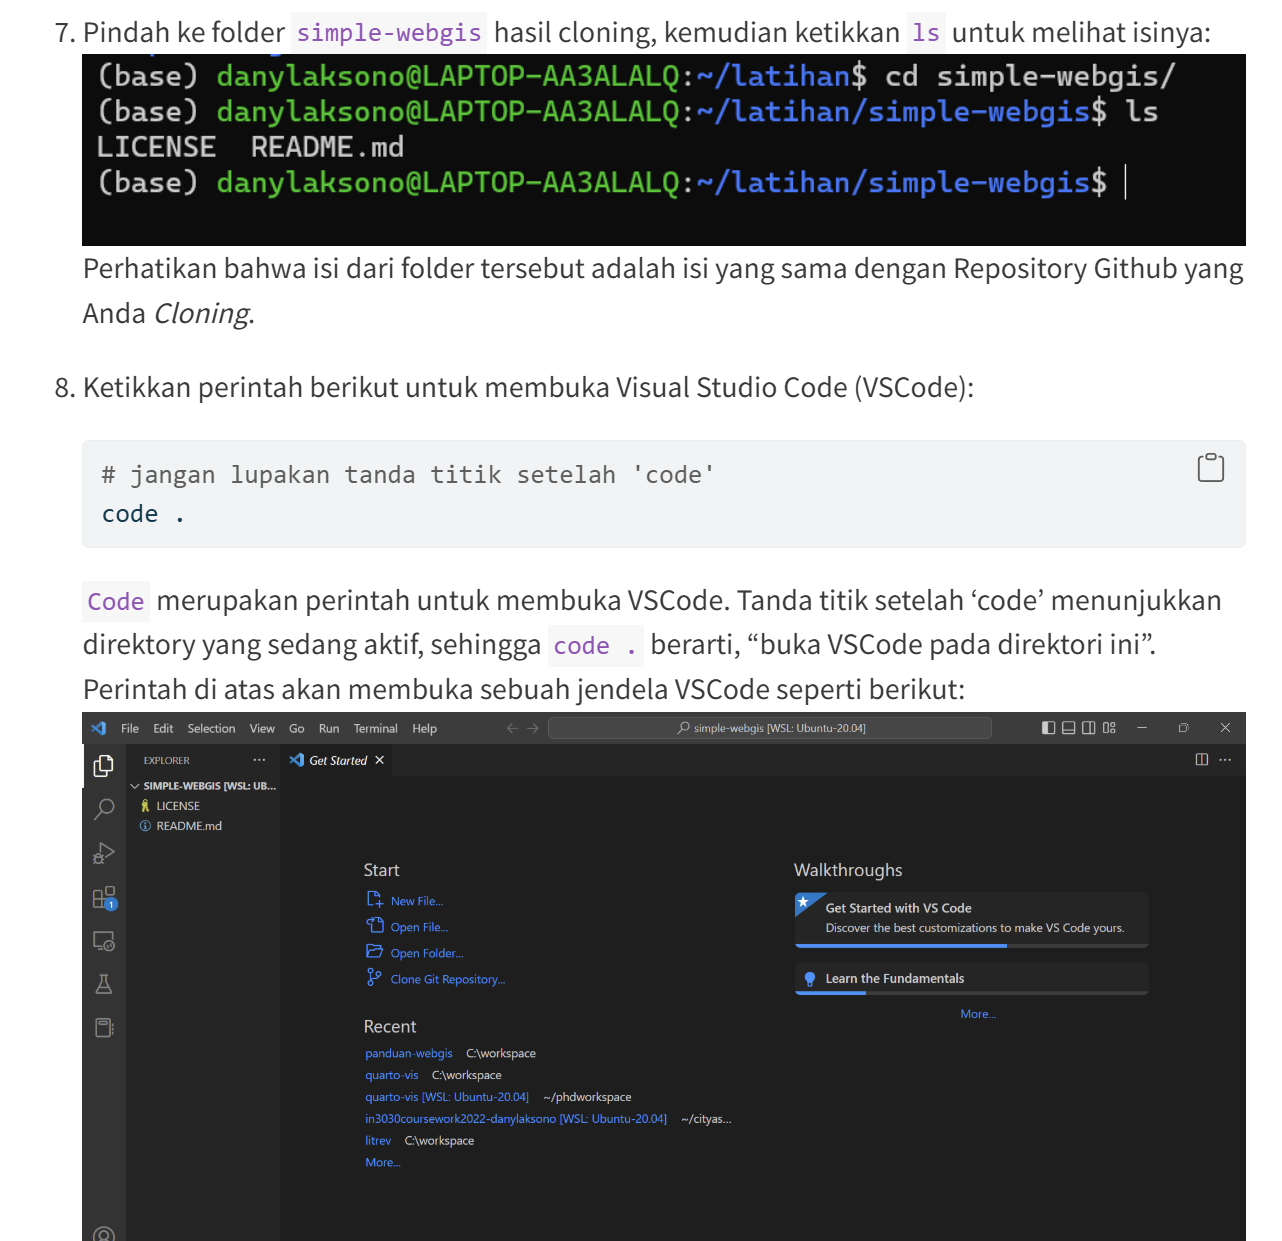 7. Pindah ke folder simple-webgis hasil cloning, kemudian ketikkan ls untuk melihat isinya:
(base) danylaksono@LAPTOP-AA3ALALQ:~/latihan$ cd simple-webgis/
(base) danylaksono@LAPTOP-AA3ALALQ:~/latihan/simple-webgis$ ls
LICENSE  README.md
(base) danylaksono@LAPTOP-AA3ALALQ:~/latihan/simple-webgis$
Perhatikan bahwa isi dari folder tersebut adalah isi yang sama dengan Repository Github yang
Anda Cloning.
8. Ketikkan perintah berikut untuk membuka Visual Studio Code (VSCode):
# jangan lupakan tanda titik setelah 'code'
code .
Code merupakan perintah untuk membuka VSCode. Tanda titik setelah ‘code’ menunjukkan
direktory yang sedang aktif, sehingga code . berarti, “buka VSCode pada direktori ini”.
Perintah di atas akan membuka sebuah jendela VSCode seperti berikut:
File Edit Selection View Go Run Terminal Help simple-webgis [WSL: Ubuntu-20.04]
EXPLORER ... Get Started
SIMPLE-WEBGIS [WSL: UB...
LICENSE
README.md
Start
New File...
Open File...
Open Folder...
Clone Git Repository...
Recent
panduan-webgis C:\workspace
quarto-vis C:\workspace
quarto-vis [WSL: Ubuntu-20.04] ~/phdworkspace
in3030coursework2022-danylaksono [WSL: Ubuntu-20.04] ~/cityas...
litrev C:\workspace
More...
Walkthroughs
Get Started with VS Code
Discover the best customizations to make VS Code yours.
Learn the Fundamentals
More...
1